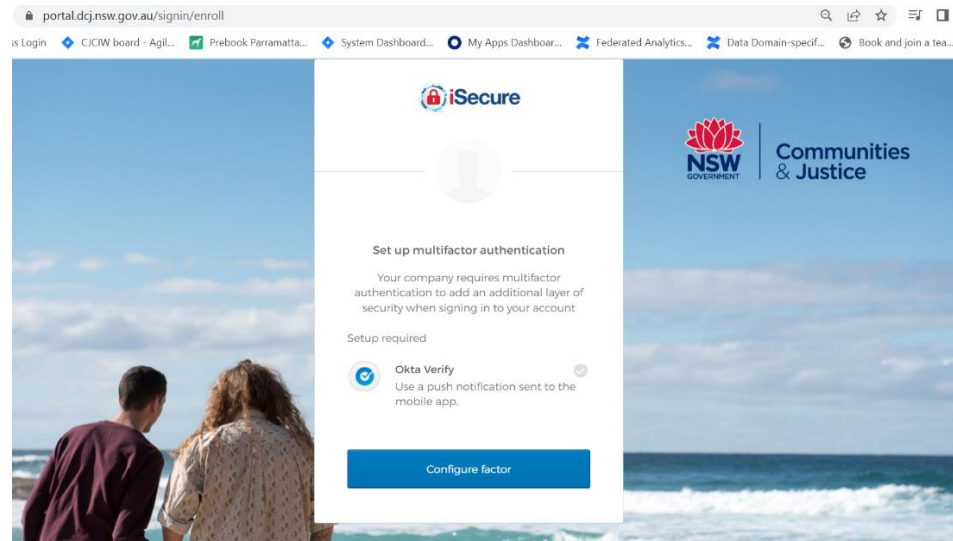 portal.dcj.nsw.gov.au/signin/enroll
ss Login CJCIW board - Agil... Prebook Parramatta... System Dashboard... My Apps Dashboar... Federated Analytics... Data Domain-specif... Book and join a tea...
iSecure
NSW
GOVERNMENT
Communities
& Justice
Set up multifactor authentication
Your company requires multifactor
authentication to add an additional layer of
security when signing in to your account
Setup required
Okta Verify
Use a push notification sent to the
mobile app.
Configure factor